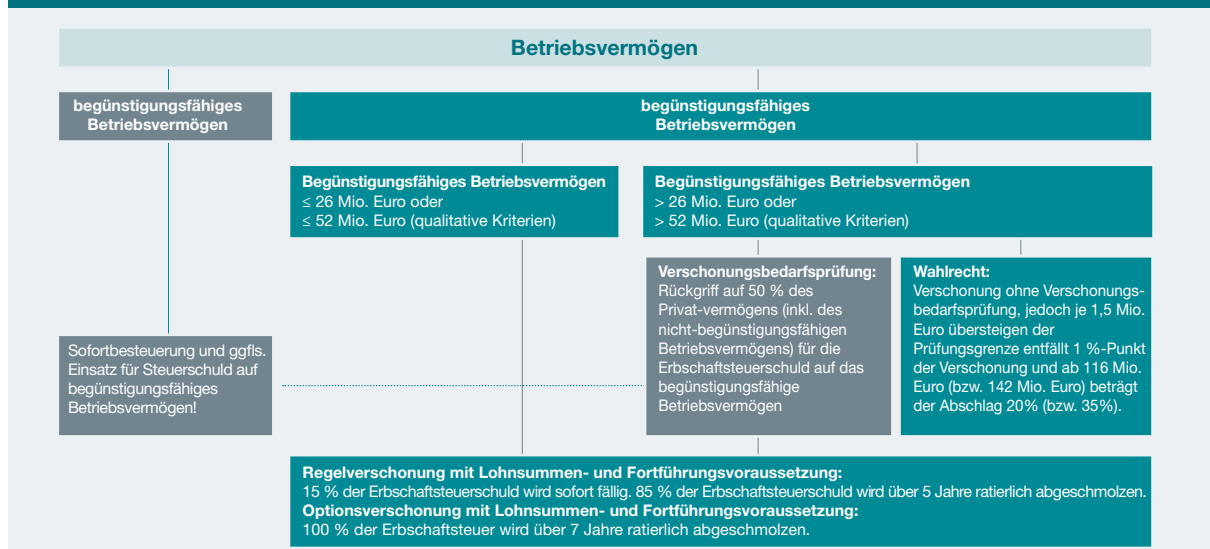 Betriebsvermögen
begünstigungsfähiges
Betriebsvermögen
begünstigungsfähiges
Betriebsvermögen
Begünstigungsfähiges Betriebsvermögen
≤ 26 Mio. Euro oder
≤ 52 Mio. Euro (qualitative Kriterien)
Begünstigungsfähiges Betriebsvermögen
> 26 Mio. Euro oder
> 52 Mio. Euro (qualitative Kriterien)
Sofortbesteuerung und ggfls.
Einsatz für Steuerschuld auf
begünstigungsfähiges
Betriebsvermögen!
Verschonungsbedarfsprüfung:
Rückgriff auf 50 % des
Privat-vermögens (inkl. des
nicht-begünstigungsfähigen
Betriebsvermögens) für die
Erbschaftsteuerschuld auf das
begünstigungsfähige
Betriebsvermögen
Wahlrecht:
Verschonung ohne Verschonungs-
bedarfsprüfung, jedoch je 1,5 Mio.
Euro übersteigen der
Prüfungsgrenze entfällt 1 %-Punkt
der Verschonung und ab 116 Mio.
Euro (bzw. 142 Mio. Euro) beträgt
der Abschlag 20% (bzw. 35%).
Regelverschonung mit Lohnsummen- und Fortführungsvoraussetzung:
15 % der Erbschaftsteuerschuld wird sofort fällig. 85 % der Erbschaftsteuerschuld wird über 5 Jahre ratierlich abgeschmolzen.
Optionsverschonung mit Lohnsummen- und Fortführungsvoraussetzung:
100 % der Erbschaftsteuer wird über 7 Jahre ratierlich abgeschmolzen.